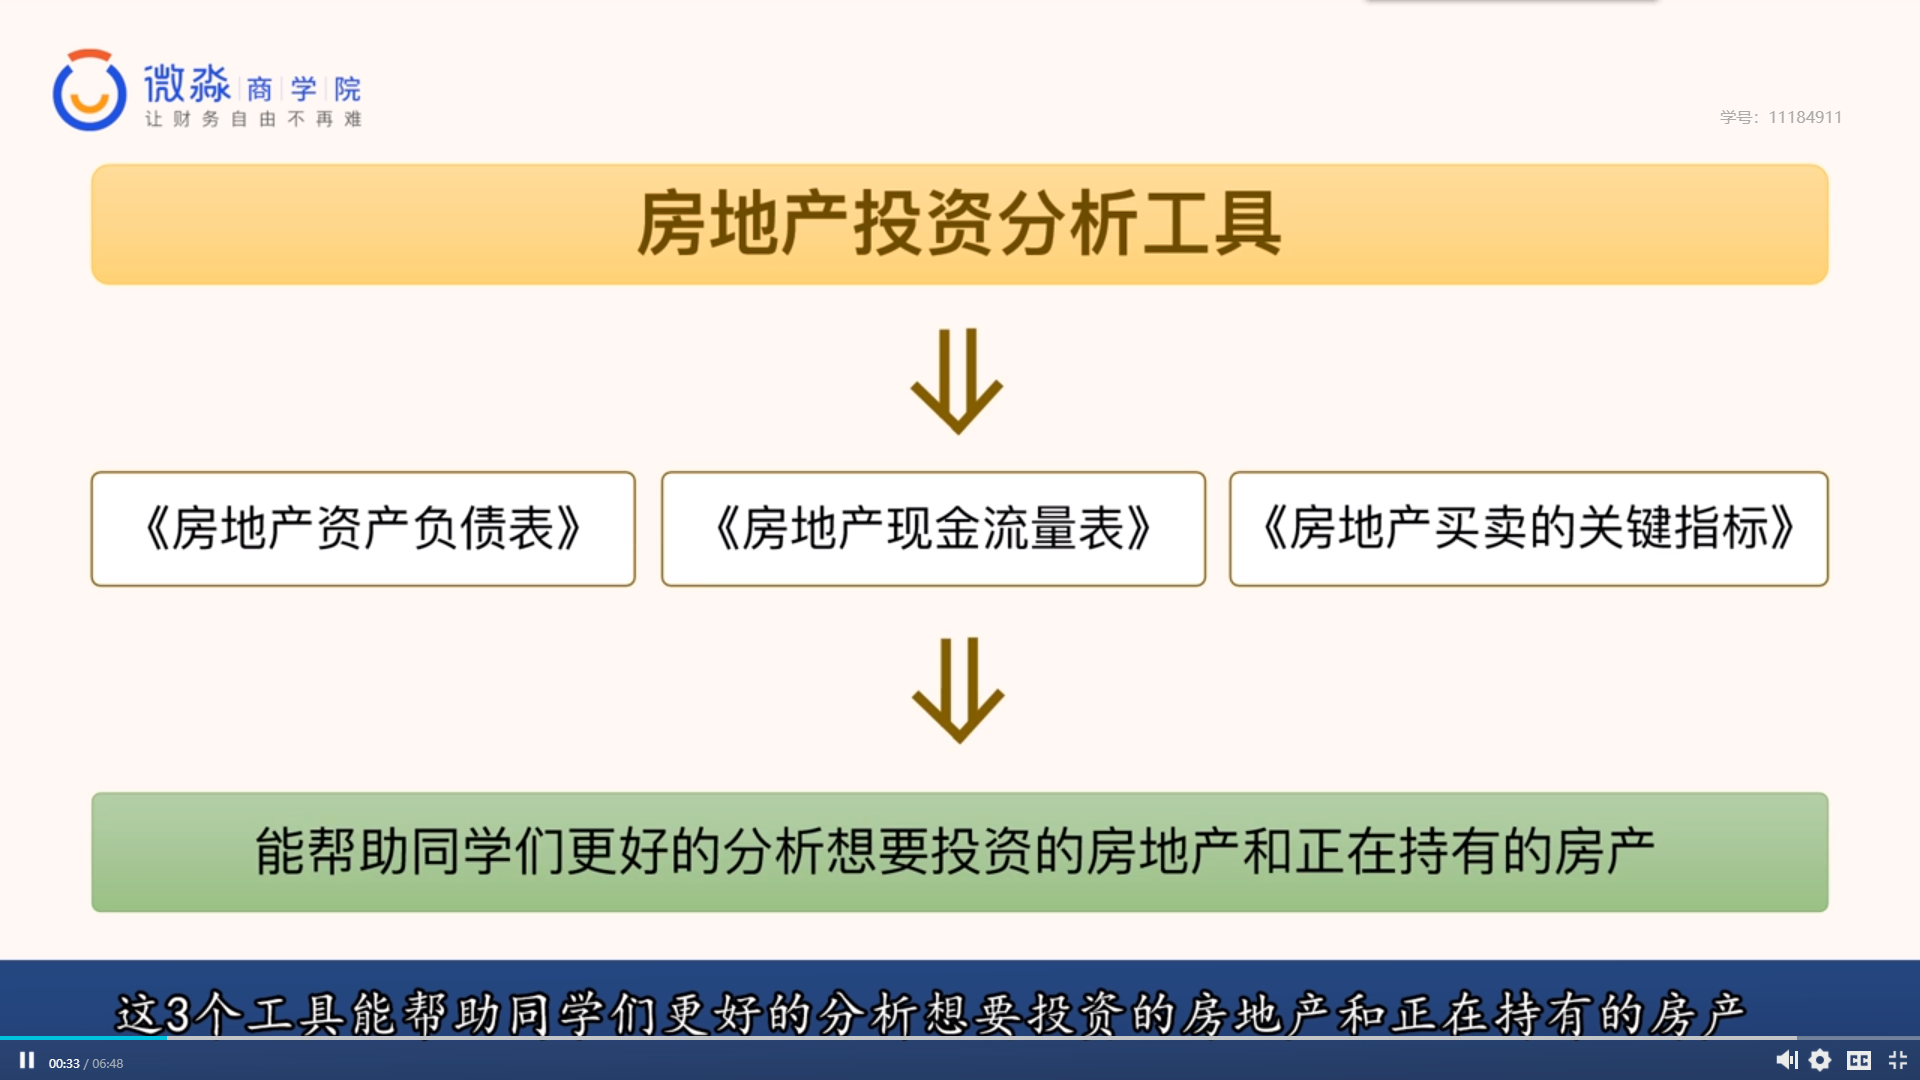 微淼商学院
让财务自由不再难
学号：11184911
房地产投资分析工具
《房地产资产负债表》
《房地产现金流量表》
《房地产买卖的关键指标》
能帮助同学们更好的分析想要投资的房地产和正在持有的房产
这3个工具能帮助同学们更好的分析想要投资的房地产和正在持有的房产
00:33 / 06:48
CC